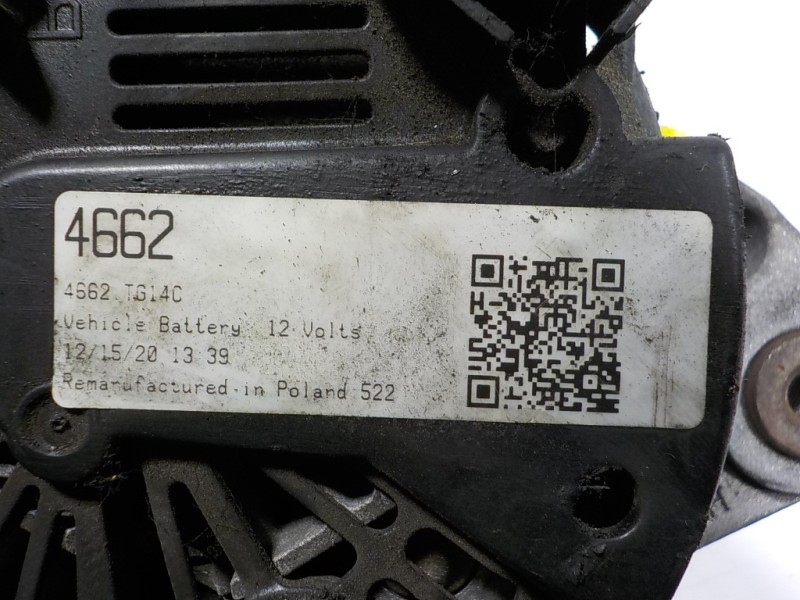 4662
4662 TG14C
Vehicle Battery 12 Volts
12/15/20 13 39
Remanufactured in Poland 522